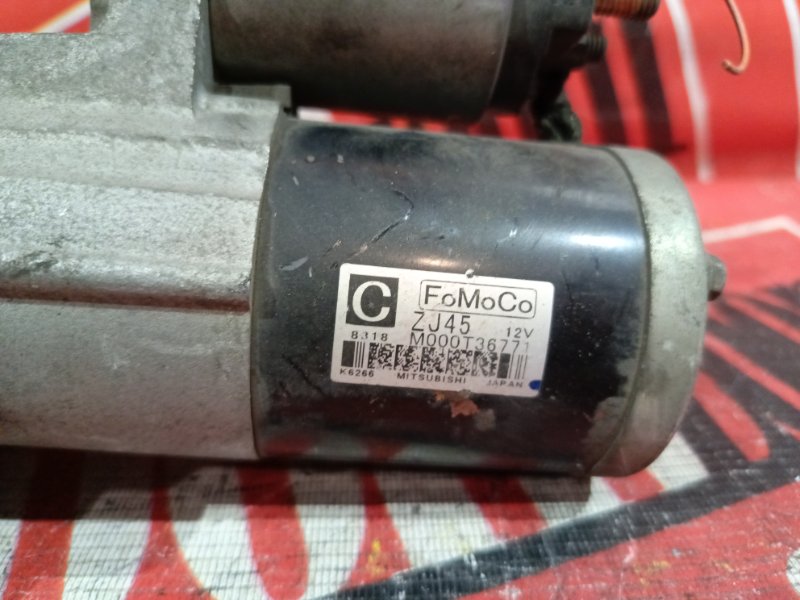 C FoMoCo
ZJ45 12V
8318 M000T36771
K6266 MITSUBISHI JAPAN